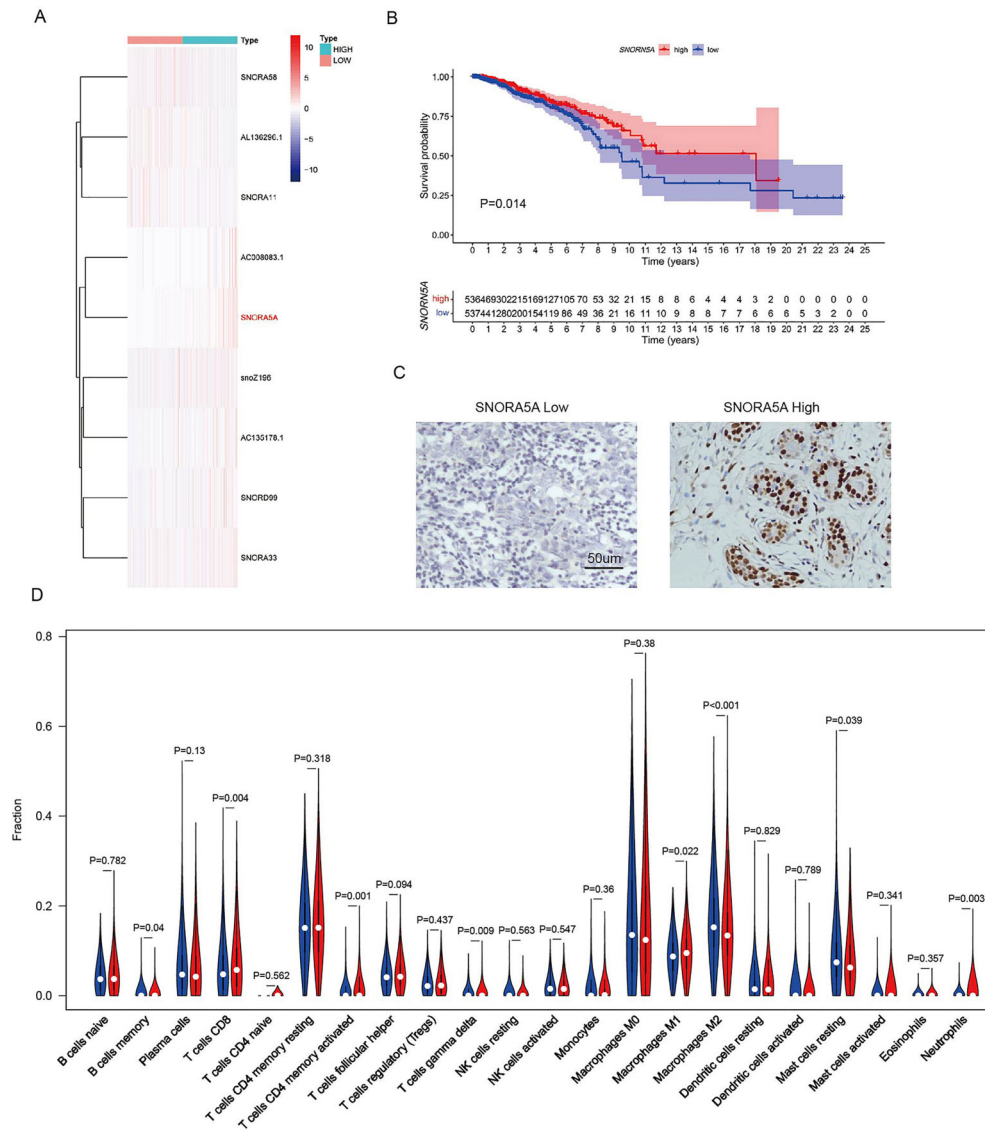 A
Type
10
5
0
−5
−10
Type
HIGH
LOW
SNORA58
AL136296.1
SNORA11
AC008083.1
SNORA5A
snoZ196
AC135178.1
SNORD99
SNORA33
B
SNORN5A high low
Survival probability
1.00
0.75
0.50
0.25
0.00
P=0.014
0 1 2 3 4 5 6 7 8 9 10 11 12 13 14 15 16 17 18 19 20 21 22 23 24 25
Time (years)
SNORN5A
high 536469302215169127105 70 53 32 21 15 8 8 6 4 4 4 3 2 0 0 0 0 0 0
low 537441280200154119 86 49 36 21 16 11 10 9 8 8 7 7 6 6 6 5 3 2 0 0
0 1 2 3 4 5 6 7 8 9 10 11 12 13 14 15 16 17 18 19 20 21 22 23 24 25
Time (years)
C
SNORA5A Low
SNORA5A High
50um
D
Fraction
0.8
0.6
0.4
0.2
0.0
P=0.782
P=0.04
P=0.13
P=0.004
P=0.562
P=0.318
P=0.001
P=0.094
P=0.437
P=0.009
P=0.563
P=0.547
P=0.36
P=0.38
P=0.022
P<0.001
P=0.829
P=0.789
P=0.039
P=0.341
P=0.357
P=0.003
B cells naive
B cells memory
Plasma cells
T cells CD8
T cells CD4 naive
T cells CD4 memory resting
T cells CD4 memory activated
T cells follicular helper
T cells regulatory (Tregs)
T cells gamma delta
NK cells resting
NK cells activated
Monocytes
Macrophages M0
Macrophages M1
Macrophages M2
Dendritic cells resting
Dendritic cells activated
Mast cells resting
Mast cells activated
Eosinophils
Neutrophils